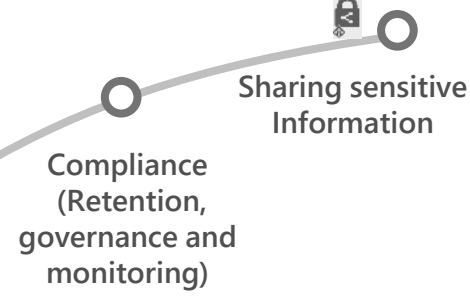 Sharing sensitive
Information
Compliance
(Retention,
governance and
monitoring)